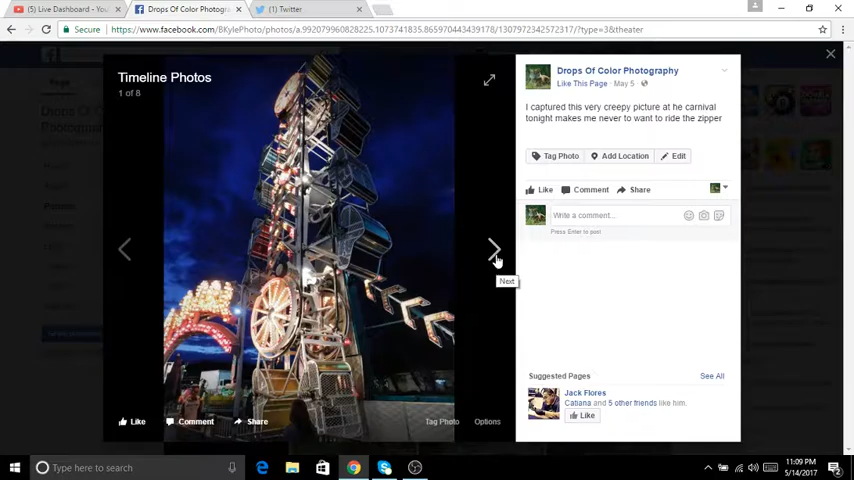 (5) Live Dashboard - You
Drops Of Color Photogra
(1) Twitter
Secure
https://www.facebook.com/BKylePhoto/photos/a.992079960828225.1073741835.865970443439178/1307972342572317/?type=3&theater
Timeline Photos
1 of 8
Drops Of Color Photography
Like This Page · May 5 ·
I captured this very creepy picture at he carnival
tonight makes me never to want to ride the zipper
Tag Photo
Add Location
Edit
Like
Comment
Share
Write a comment...
Press Enter to post
Next
Suggested Pages
See All
Jack Flores
Catiana and 5 other friends like him.
Like
Like
Comment
Share
Tag Photo
Options
Type here to search
11:09 PM
5/14/2017
2